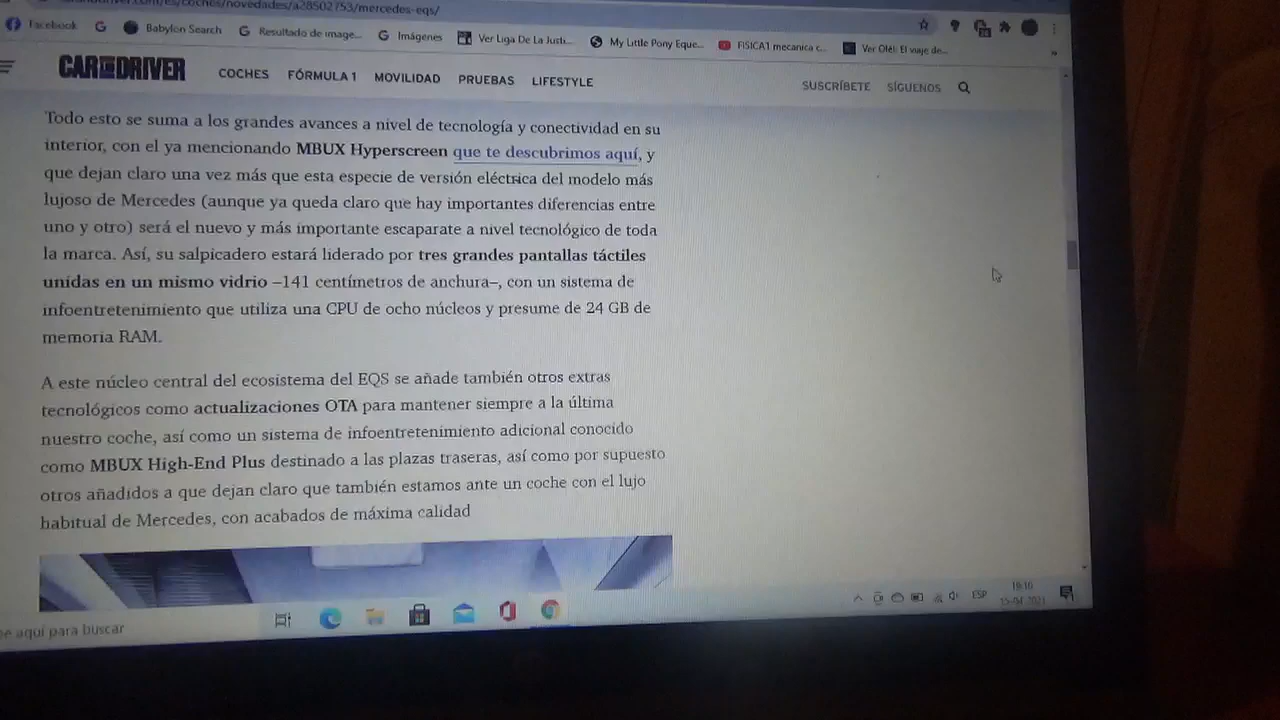 /es/coches/novedades/a28502753/mercedes-eqs/
Facebook
Babylon Search
Resultado de image...
Imágenes
Ver Liga De La Justi...
My Little Pony Eque...
FISICA1 mecanica c...
Ver Olél: El viaje de...
CAR AND DRIVER
COCHES FÓRMULA 1 MOVILIDAD PRUEBAS LIFESTYLE
SUSCRÍBETE SÍGUENOS
Todo esto se suma a los grandes avances a nivel de tecnología y conectividad en su
interior, con el ya mencionando MBUX Hyperscreen que te descubrimos aquí, y
que dejan claro una vez más que esta especie de versión eléctrica del modelo más
lujoso de Mercedes (aunque ya queda claro que hay importantes diferencias entre
uno y otro) será el nuevo y más importante escaparate a nivel tecnológico de toda
la marca. Así, su salpicadero estará liderado por tres grandes pantallas táctiles
unidas en un mismo vidrio –141 centímetros de anchura–, con un sistema de
infoentretenimiento que utiliza una CPU de ocho núcleos y presume de 24 GB de
memoria RAM.
A este núcleo central del ecosistema del EQS se añade también otros extras
tecnológicos como actualizaciones OTA para mantener siempre a la última
nuestro coche, así como un sistema de infoentretenimiento adicional conocido
como MBUX High-End Plus destinado a las plazas traseras, así como por supuesto
otros añadidos a que dejan claro que también estamos ante un coche con el lujo
habitual de Mercedes, con acabados de máxima calidad
aquí para buscar
ESP
19:10